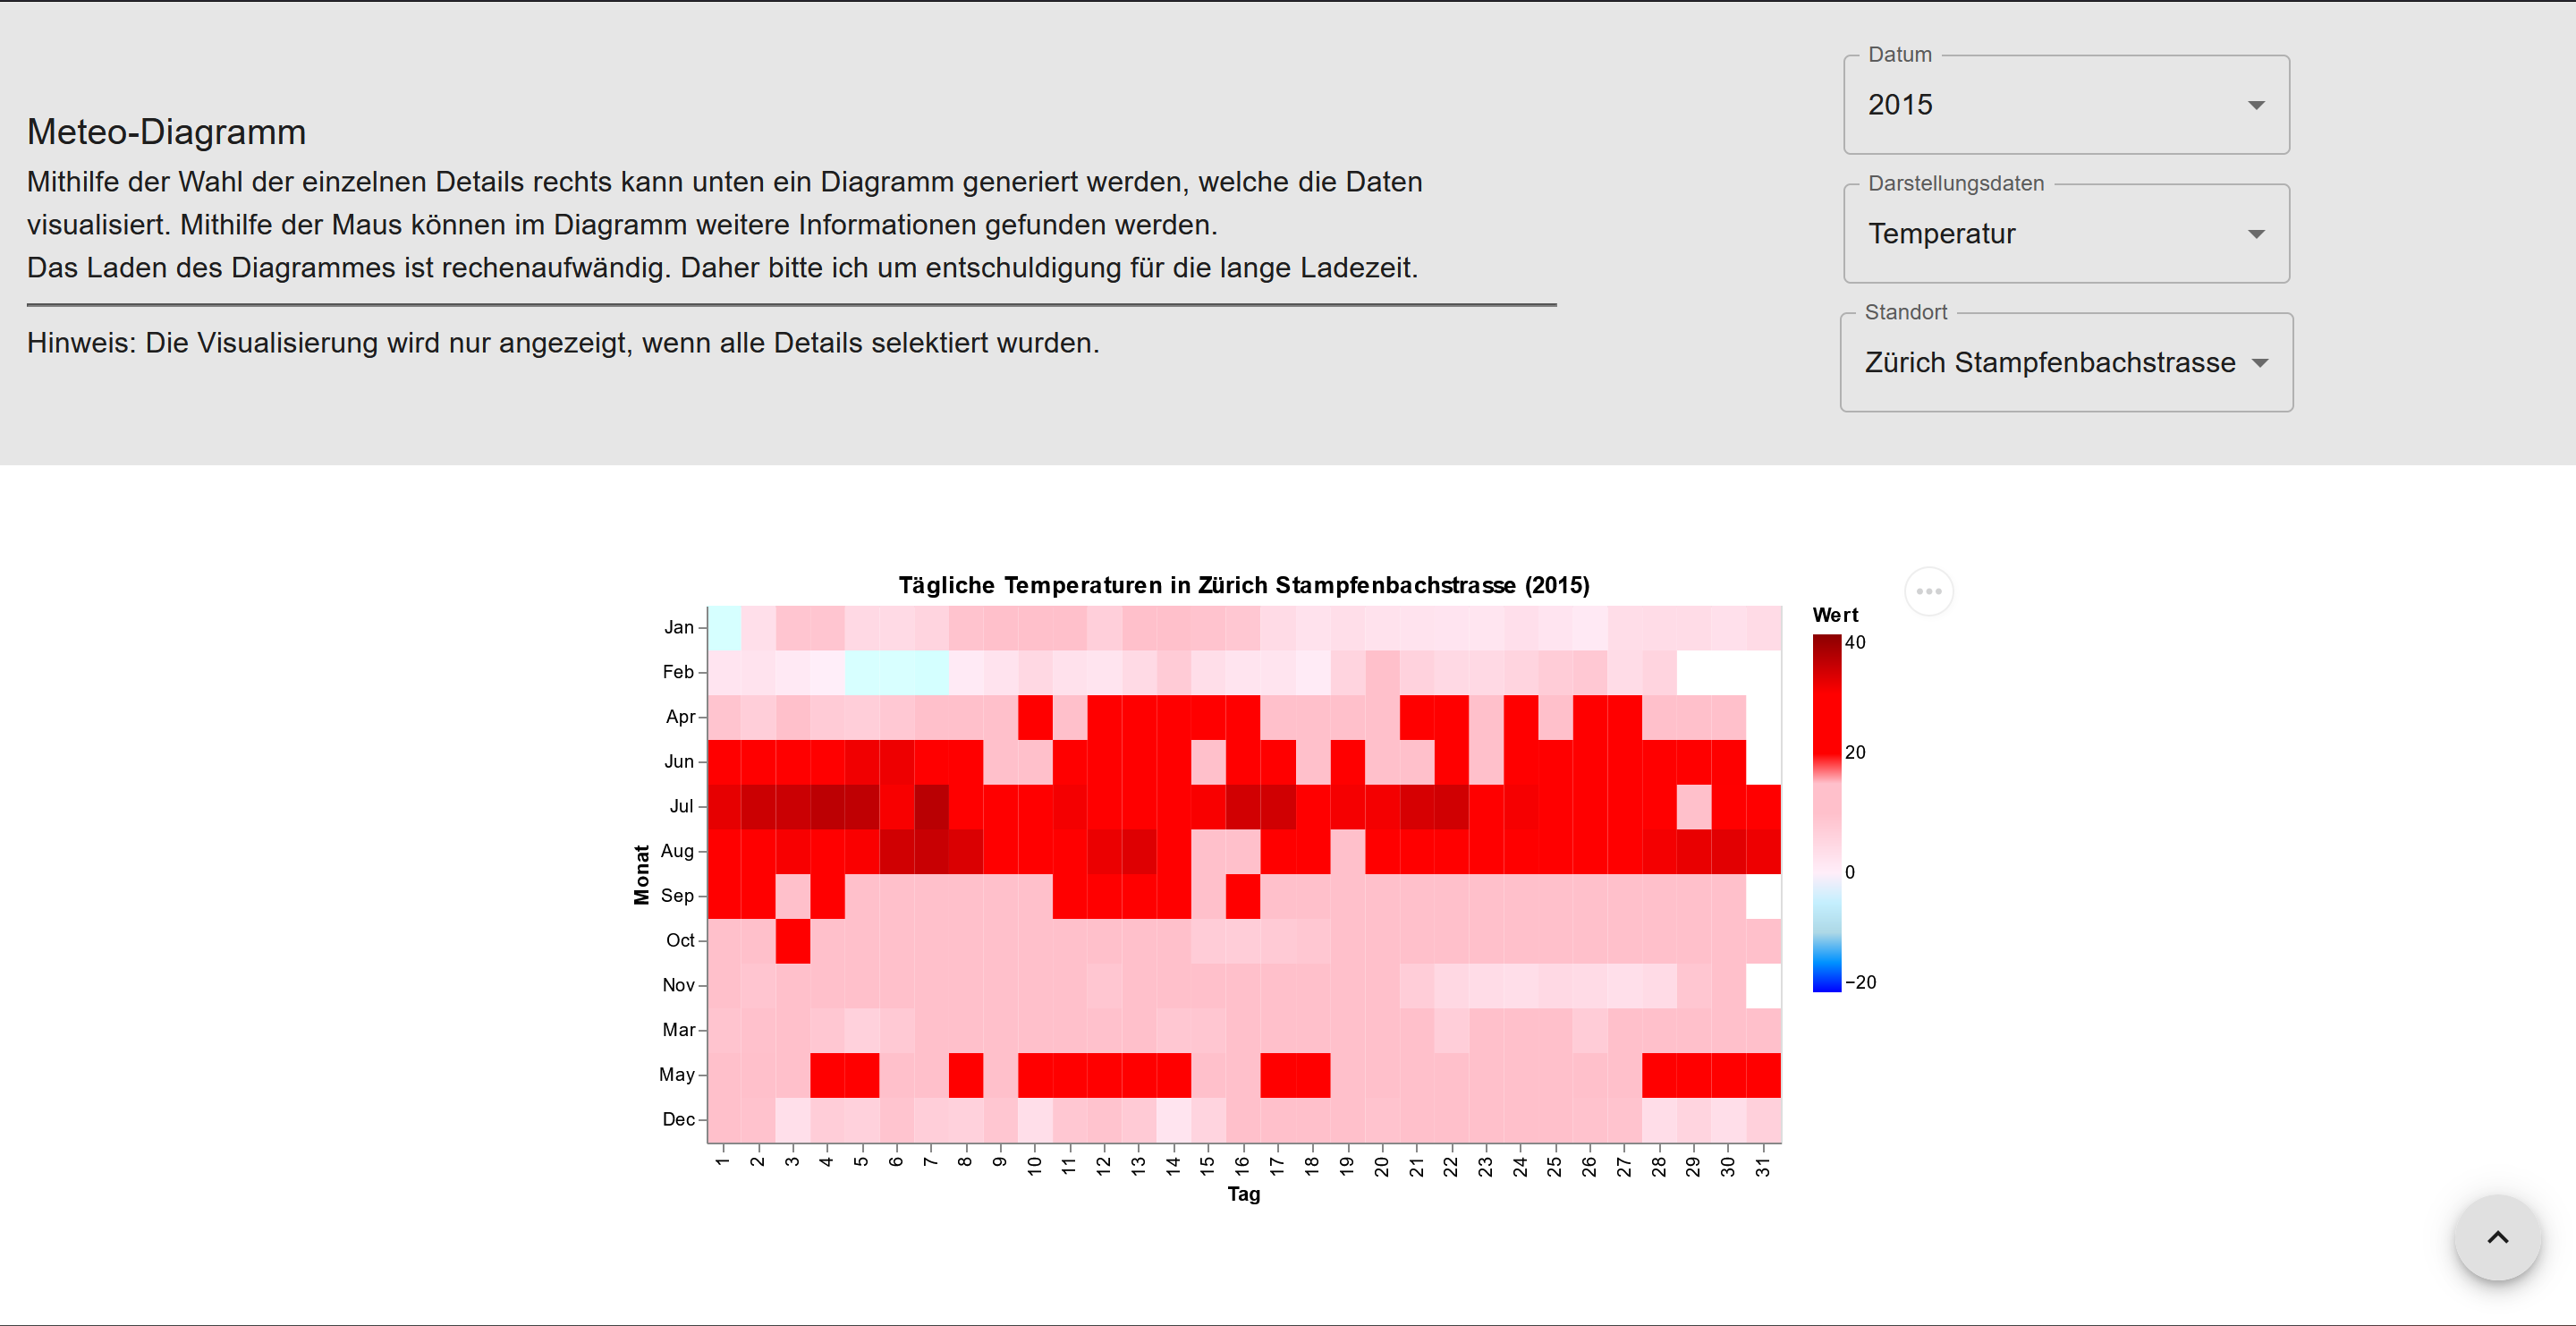 Meteo-Diagramm
Mithilfe der Wahl der einzelnen Details rechts kann unten ein Diagramm generiert werden, welche die Daten
visualisiert. Mithilfe der Maus können im Diagramm weitere Informationen gefunden werden.
Das Laden des Diagrammes ist rechenaufwändig. Daher bitte ich um entschuldigung für die lange Ladezeit.
Hinweis: Die Visualisierung wird nur angezeigt, wenn alle Details selektiert wurden.
Datum
2015
Darstellungsdaten
Temperatur
Standort
Zürich Stampfenbachstrasse
Tägliche Temperaturen in Zürich Stampfenbachstrasse (2015)
Monat
Jan
Feb
Apr
Jun
Jul
Aug
Sep
Oct
Nov
Mar
May
Dec
1 2 3 4 5 6 7 8 9 10 11 12 13 14 15 16 17 18 19 20 21 22 23 24 25 26 27 28 29 30 31
Tag
Wert
40
20
0
−20